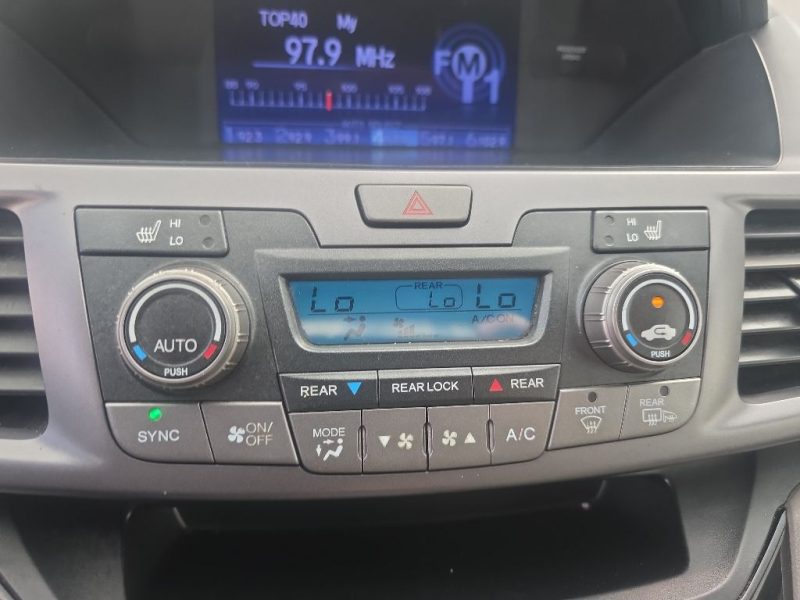 TOP40 My
97.9 MHz
FM 1
HI
LO
HI
LO
Lo REAR Lo Lo
A/C ON
AUTO
PUSH
PUSH
REAR REAR LOCK REAR
SYNC ON/OFF MODE A/C FRONT REAR